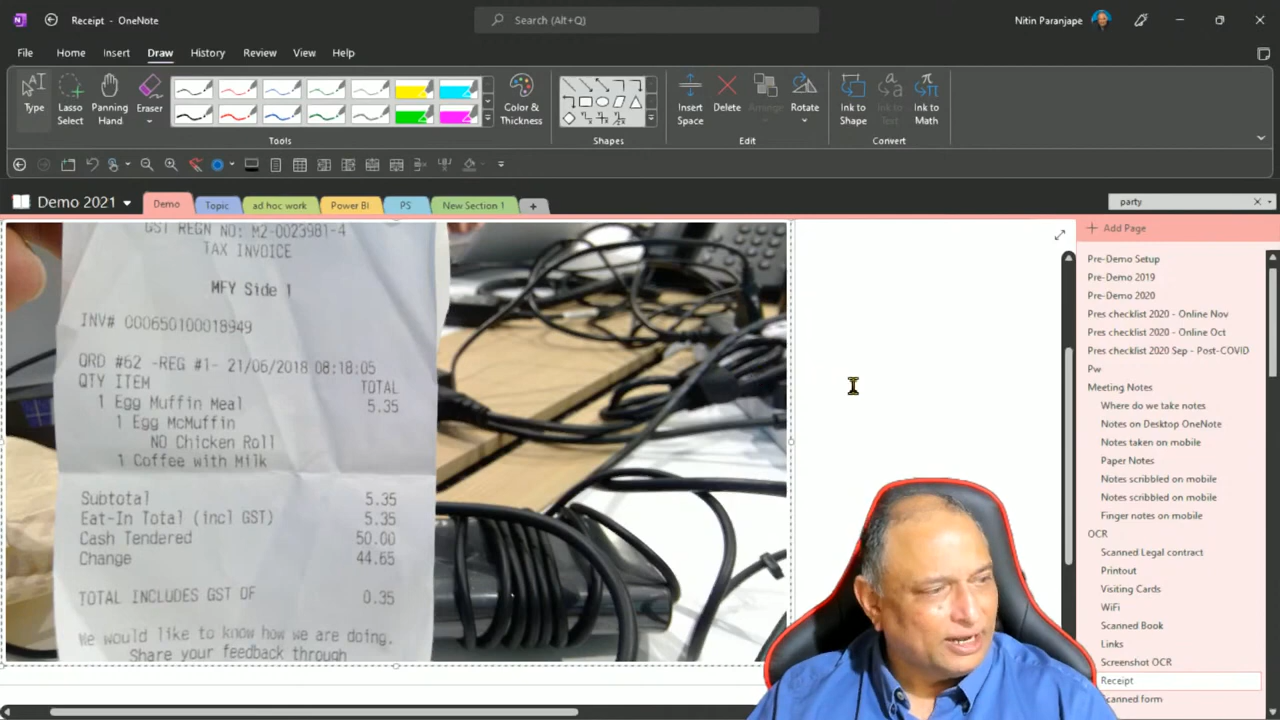 Receipt - OneNote
Search (Alt+Q)
Nitin Paranjape
File Home Insert Draw History Review View Help
Type
Lasso Select
Panning Hand
Eraser
Color & Thickness
Insert Space
Delete
Arrange
Rotate
Ink to Shape
Ink to Text
Ink to Math
Tools
Shapes
Edit
Convert
Demo 2021
Demo
Topic
ad hoc work
Power BI
PS
New Section 1
party
GST REGN NO: M2-0023981-4
TAX INVOICE
MFY Side 1
INV# 000650100018949
ORD #62 -REG #1- 21/06/2018 08:18:05
QTY ITEM TOTAL
1 Egg Muffin Meal 5.35
1 Egg McMuffin
NO Chicken Roll
1 Coffee with Milk
Subtotal 5.35
Eat-In Total (incl GST) 5.35
Cash Tendered 50.00
Change 44.65
TOTAL INCLUDES GST OF 0.35
We would like to know how we are doing.
Share your feedback through
Add Page
Pre-Demo Setup
Pre-Demo 2019
Pre-Demo 2020
Pres checklist 2020 - Online Nov
Pres checklist 2020 - Online Oct
Pres checklist 2020 Sep - Post-COVID
Pw
Meeting Notes
Where do we take notes
Notes on Desktop OneNote
Notes taken on mobile
Paper Notes
Notes scribbled on mobile
Notes scribbled on mobile
Finger notes on mobile
OCR
Scanned Legal contract
Printout
Visiting Cards
WiFi
Scanned Book
Links
Screenshot OCR
Receipt
canned form